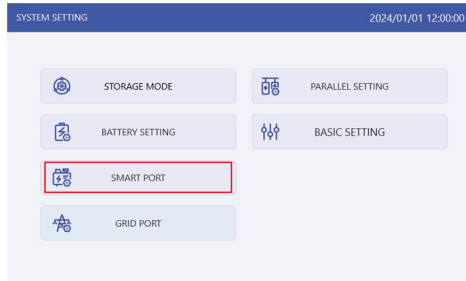 SYSTEM SETTING
2024/01/01 12:00:00
STORAGE MODE
PARALLEL SETTING
BATTERY SETTING
BASIC SETTING
SMART PORT
GRID PORT